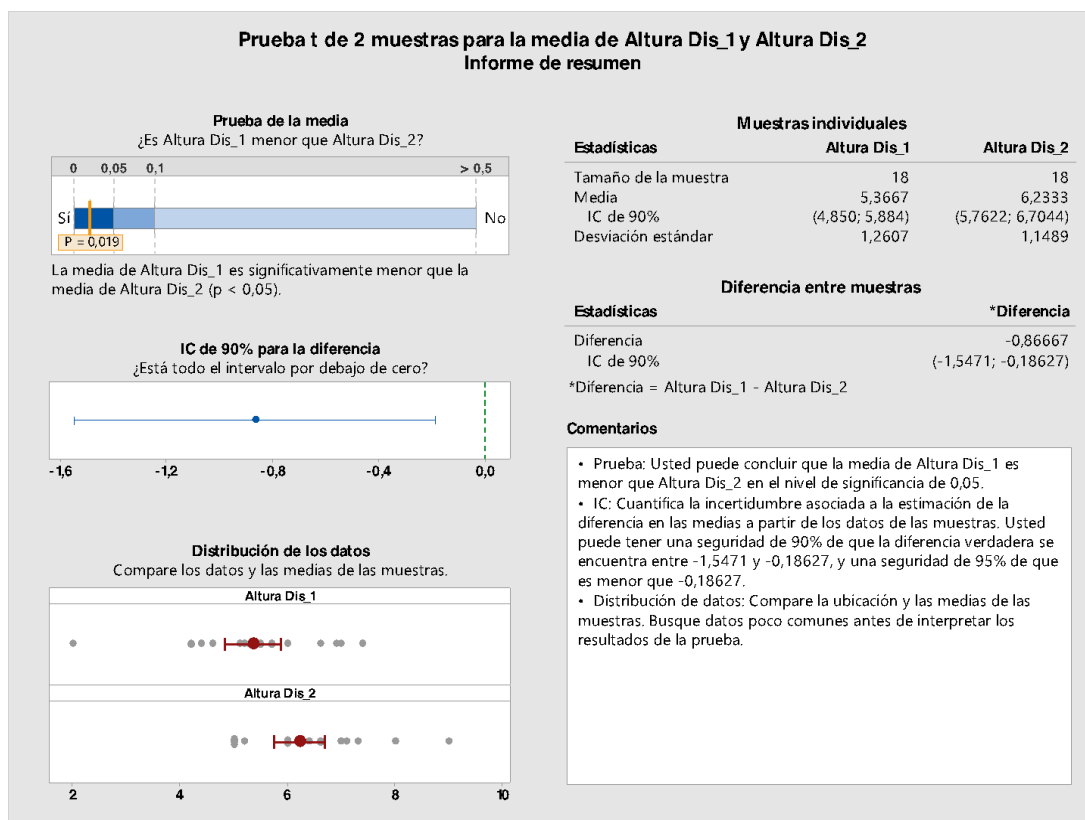 Prueba t de 2 muestras para la media de Altura Dis_1 y Altura Dis_2
Informe de resumen
Prueba de la media
¿Es Altura Dis_1 menor que Altura Dis_2?
0 0,05 0,1 > 0,5
Sí No
P = 0,019
La media de Altura Dis_1 es significativamente menor que la
media de Altura Dis_2 (p < 0,05).
IC de 90% para la diferencia
¿Está todo el intervalo por debajo de cero?
-1,6 -1,2 -0,8 -0,4 0,0
Distribución de los datos
Compare los datos y las medias de las muestras.
Altura Dis_1
Altura Dis_2
2 4 6 8 10
Muestras individuales
Estadísticas Altura Dis_1 Altura Dis_2
Tamaño de la muestra 18 18
Media 5,3667 6,2333
IC de 90% (4,850; 5,884) (5,7622; 6,7044)
Desviación estándar 1,2607 1,1489
Diferencia entre muestras
Estadísticas *Diferencia
Diferencia -0,86667
IC de 90% (-1,5471; -0,18627)
*Diferencia = Altura Dis_1 - Altura Dis_2
Comentarios
• Prueba: Usted puede concluir que la media de Altura Dis_1 es
menor que Altura Dis_2 en el nivel de significancia de 0,05.
• IC: Cuantifica la incertidumbre asociada a la estimación de la
diferencia en las medias a partir de los datos de las muestras. Usted
puede tener una seguridad de 90% de que la diferencia verdadera se
encuentra entre -1,5471 y -0,18627, y una seguridad de 95% de que
es menor que -0,18627.
• Distribución de datos: Compare la ubicación y las medias de las
muestras. Busque datos poco comunes antes de interpretar los
resultados de la prueba.